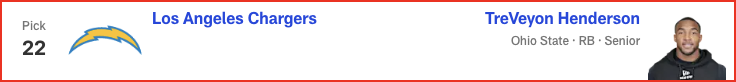 Pick
22
Los Angeles Chargers
TreVeyon Henderson
Ohio State · RB · Senior